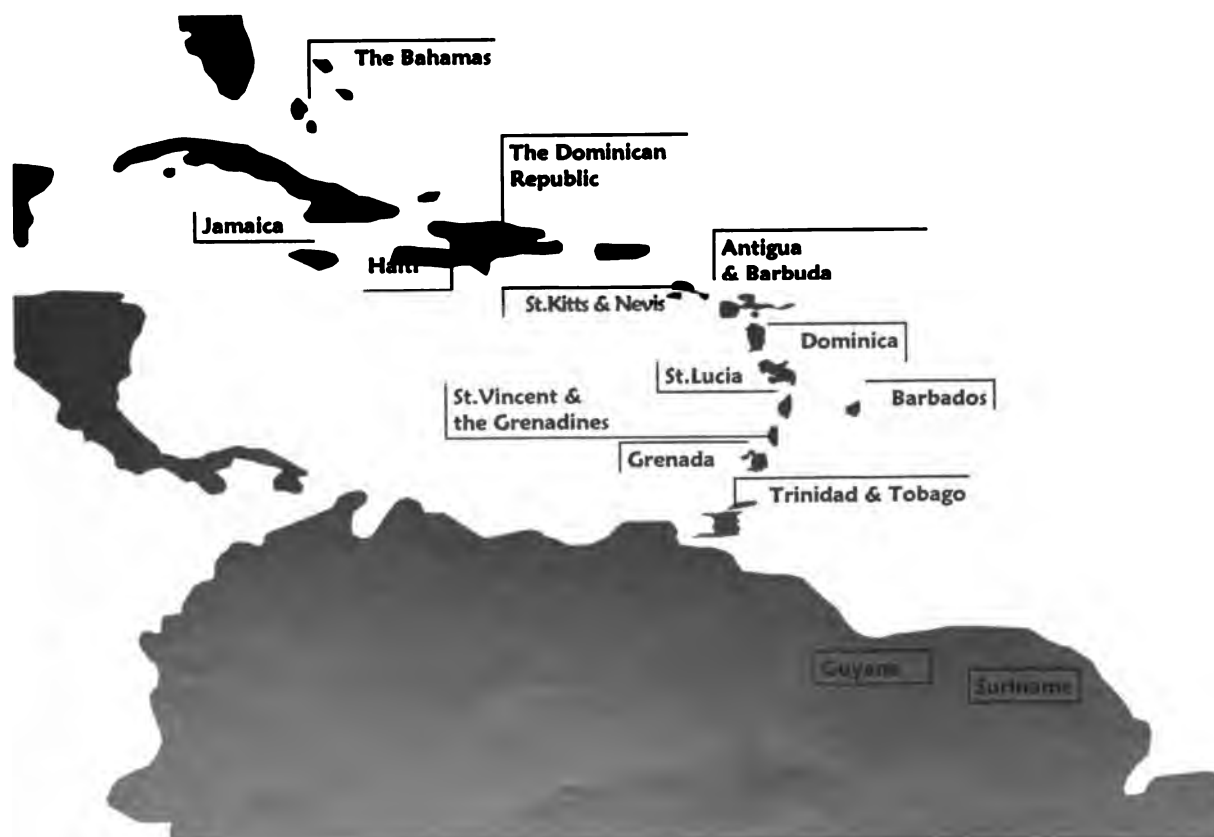 The Bahamas
The Dominican
Republic
Jamaica
Haiti
Antigua
& Barbuda
St.Kitts & Nevis
Dominica
St.Lucia
Barbados
St.Vincent &
the Grenadines
Grenada
Trinidad & Tobago
Guyana
Suriname